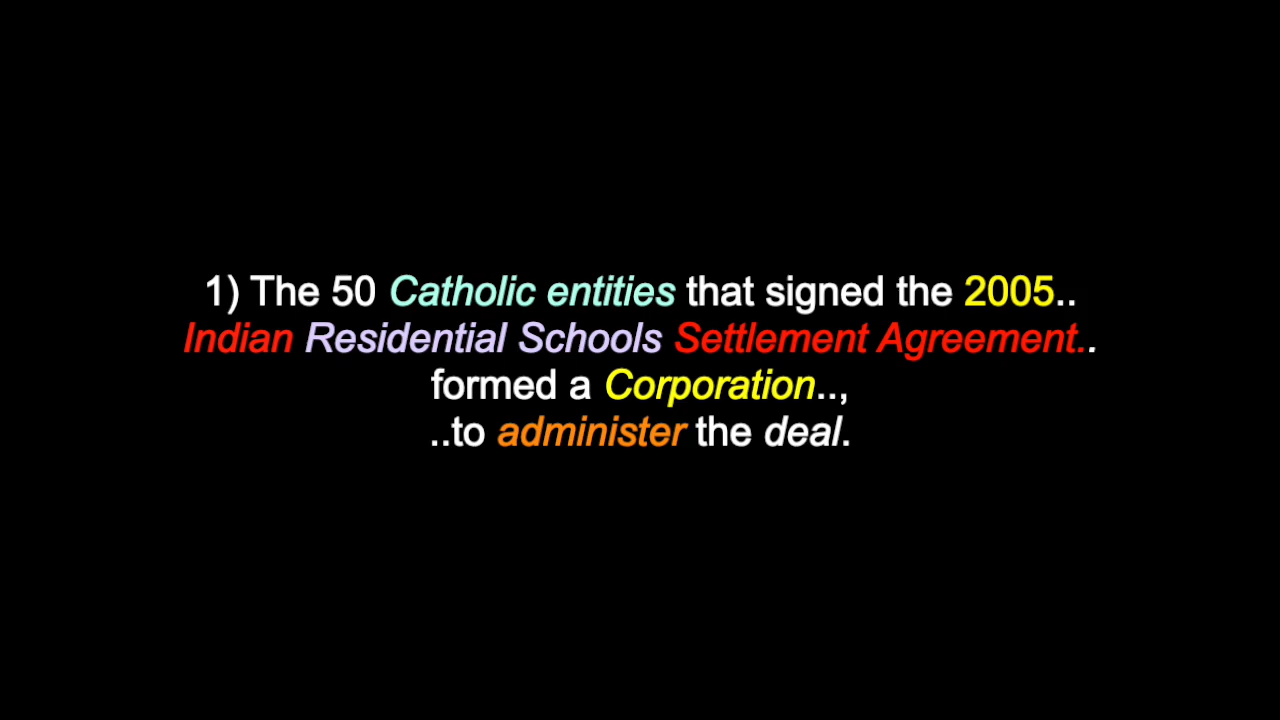 1) The 50 Catholic entities that signed the 2005..
Indian Residential Schools Settlement Agreement..
formed a Corporation..,
..to administer the deal.